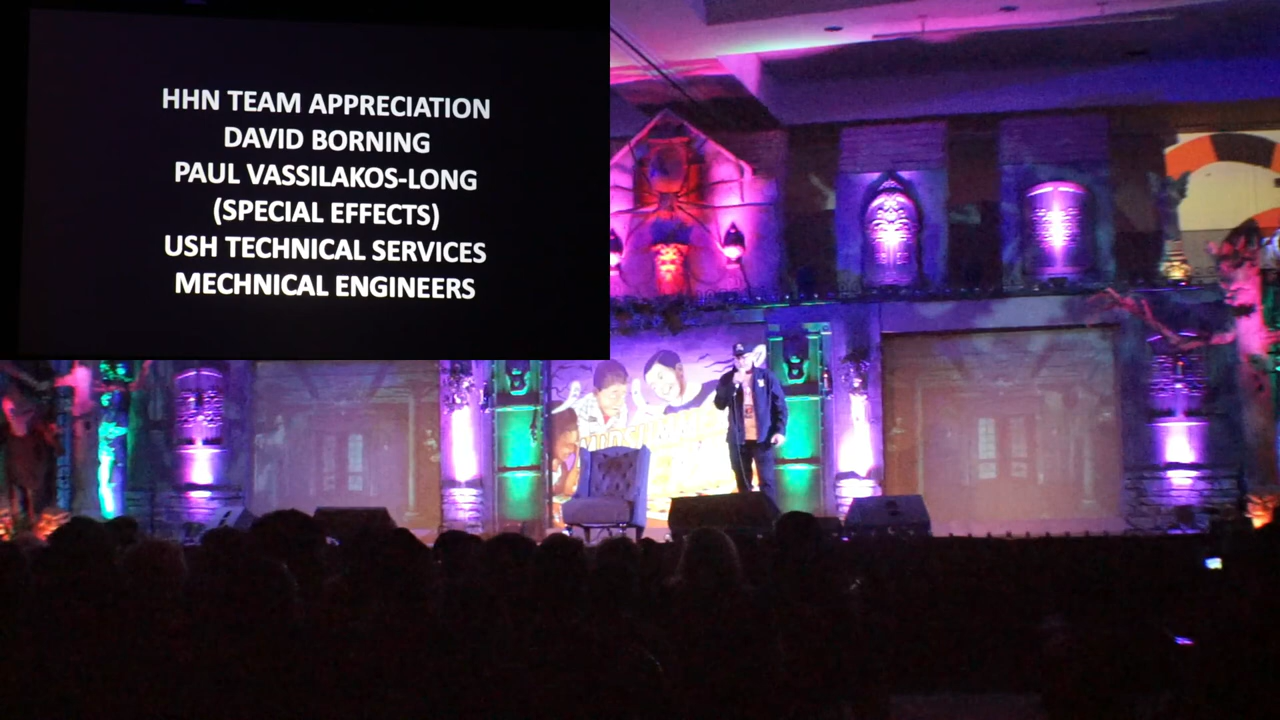 HHN TEAM APPRECIATION
DAVID BORNING
PAUL VASSILAKOS-LONG
(SPECIAL EFFECTS)
USH TECHNICAL SERVICES
MECHNICAL ENGINEERS